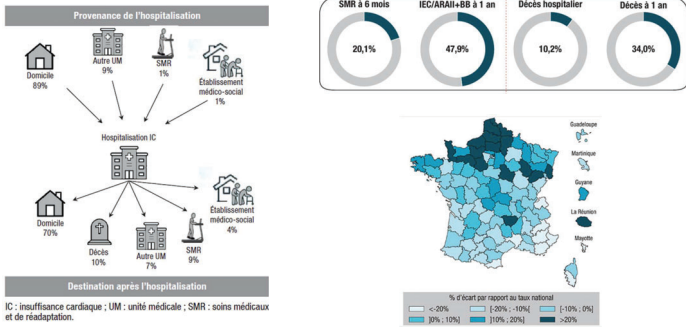 Provenance de l'hospitalisation
Domicile
89%
Autre UM
9%
SMR
1%
Établissement
médico-social
1%
Hospitalisation IC
Domicile
70%
Décès
10%
Autre UM
7%
SMR
9%
Établissement
médico-social
4%
Destination après l'hospitalisation
IC : insuffisance cardiaque ; UM : unité médicale ; SMR : soins médicaux
et de réadaptation.
SMR à 6 mois
20,1%
IEC/ARAII+BB à 1 an
47,9%
Décès hospitalier
10,2%
Décès à 1 an
34,0%
Guadeloupe
Martinique
Guyane
La Réunion
Mayotte
% d'écart par rapport au taux national
<-20%
[-20% ; -10%]
[-10% ; 0%]
]0% ; 10%]
]10% ; 20%]
>20%